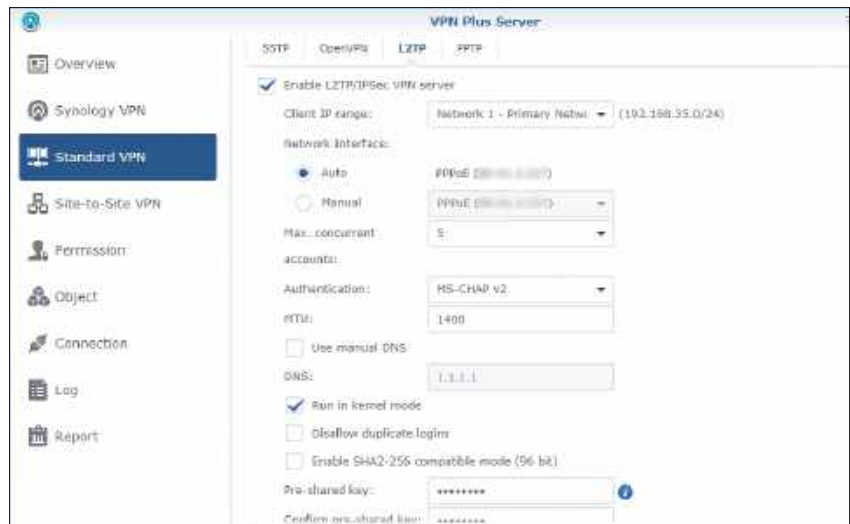 VPN Plus Server
SSTP OpenVPN L2TP PPTP
Overview
Synology VPN
Standard VPN
Site-to-Site VPN
Permission
Object
Connection
Log
Report
Enable L2TP/IPSec VPN server
Client IP range: Network 1 - Primary Netw (192.168.35.0/24)
Network Interface:
Auto PPPoE
Manual PPPoE
Max. concurrent 5
accounts:
Authentication: MS-CHAP v2
MTU: 1400
Use manual DNS
DNS: 1.1.1.1
Run in kernel mode
Disallow duplicate logins
Enable SHA2-256 compatible mode (96 bit)
Pre-shared key: ••••••••
Confirm pre-shared key: ••••••••